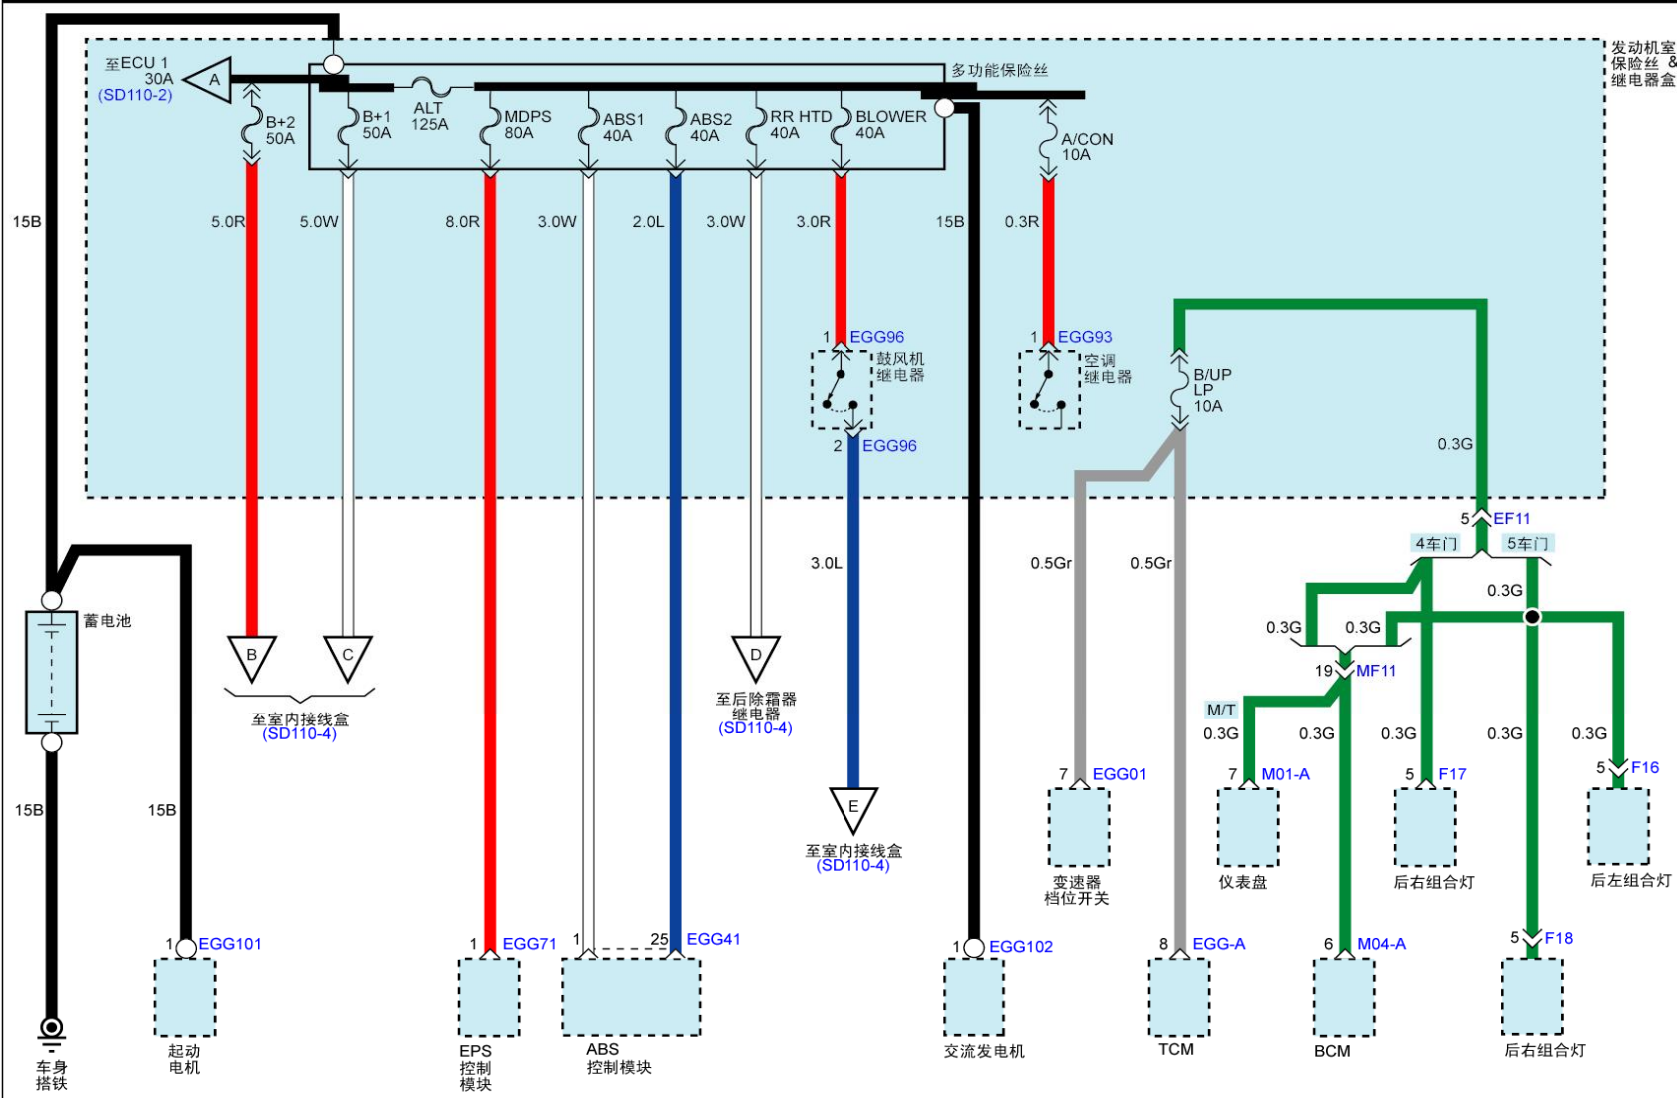 至ECU 1
30A
(SD110-2)
A
B+2
50A
B+1
50A
ALT
125A
MDPS
80A
ABS1
40A
ABS2
40A
RR HTD
40A
BLOWER
40A
多功能保险丝
A/CON
10A
发动机室
保险丝 &
继电器盒
15B
5.0R
5.0W
8.0R
3.0W
2.0L
3.0W
3.0R
15B
0.3R
1 EGG96
鼓风机
继电器
2 EGG96
1 EGG93
空调
继电器
B/UP
LP
10A
0.3G
5 EF11
4车门
5车门
3.0L
0.5Gr
0.5Gr
0.3G
0.3G
0.3G
19 MF11
蓄电池
B
C
D
至室内接线盒
(SD110-4)
至后除霜器
继电器
(SD110-4)
M/T
0.3G
0.3G
0.3G
0.3G
0.3G
7 EGG01
7 M01-A
5 F17
5 F16
E
至室内接线盒
(SD110-4)
15B
15B
变速器
档位开关
仪表盘
后右组合灯
后左组合灯
1 EGG101
1 EGG71
1
25 EGG41
1 EGG102
8 EGG-A
6 M04-A
5 F18
车身
搭铁
起动
电机
EPS
控制
模块
ABS
控制模块
交流发电机
TCM
BCM
后右组合灯